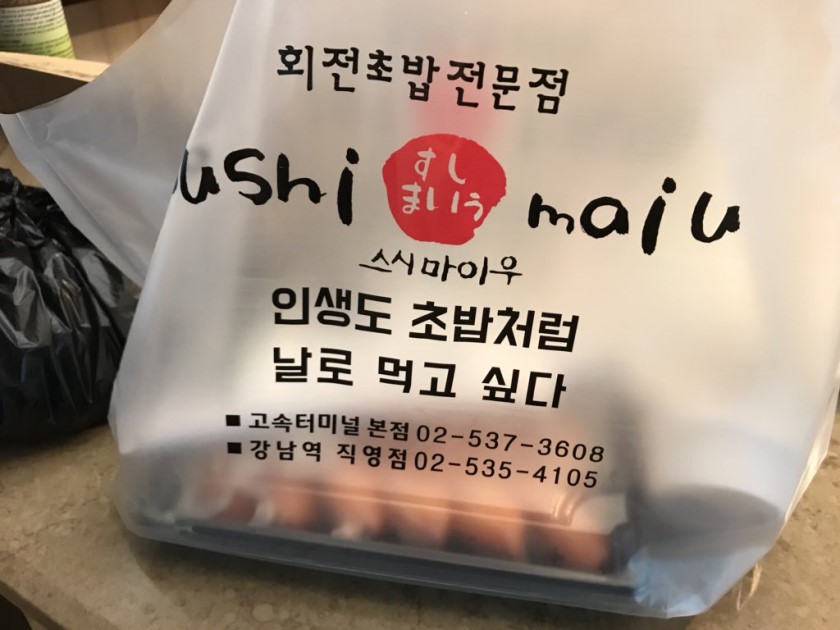 회전초밥전문점
sushi maiu
すし
まいう
스시마이우
인생도 초밥처럼
날로 먹고 싶다
■ 고속터미널 본점 02-537-3608
■ 강남역 직영점 02-535-4105